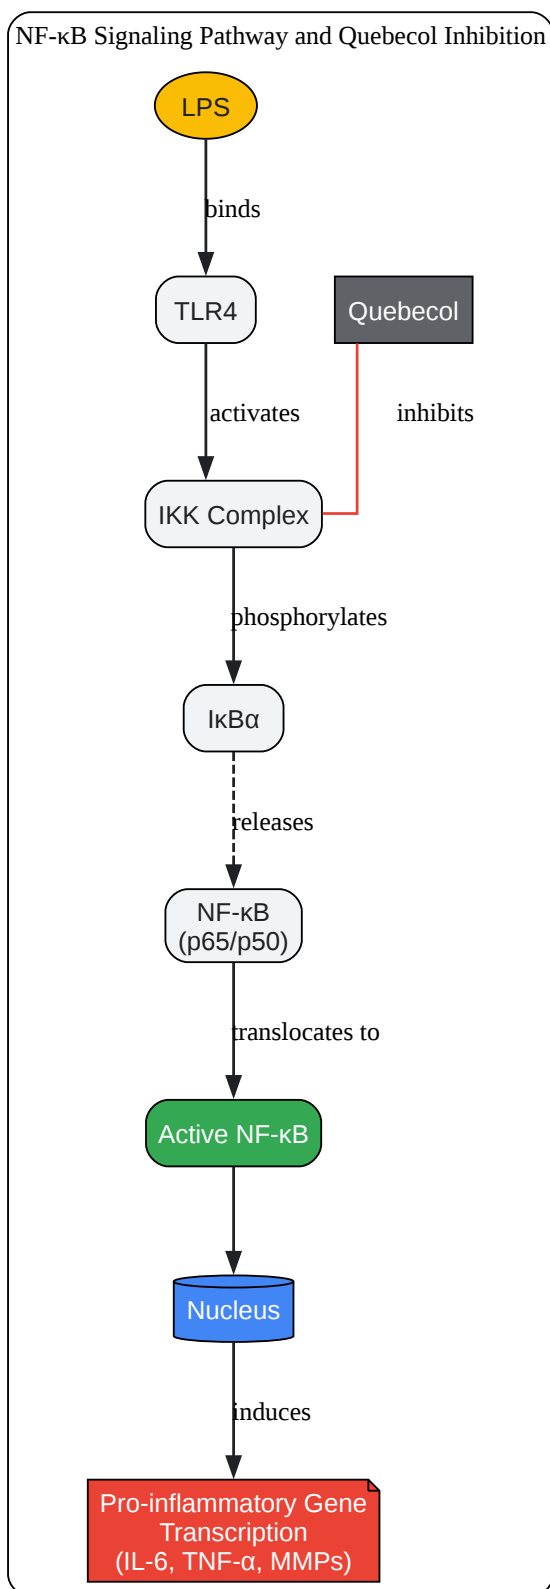 NF-κB Signaling Pathway and Quebecol Inhibition
LPS
binds
TLR4
Quebecol
activates
inhibits
IKK Complex
phosphorylates
IκBα
releases
NF-κB
(p65/p50)
translocates to
Active NF-κB
Nucleus
induces
Pro-inflammatory Gene
Transcription
(IL-6, TNF-α, MMPs)